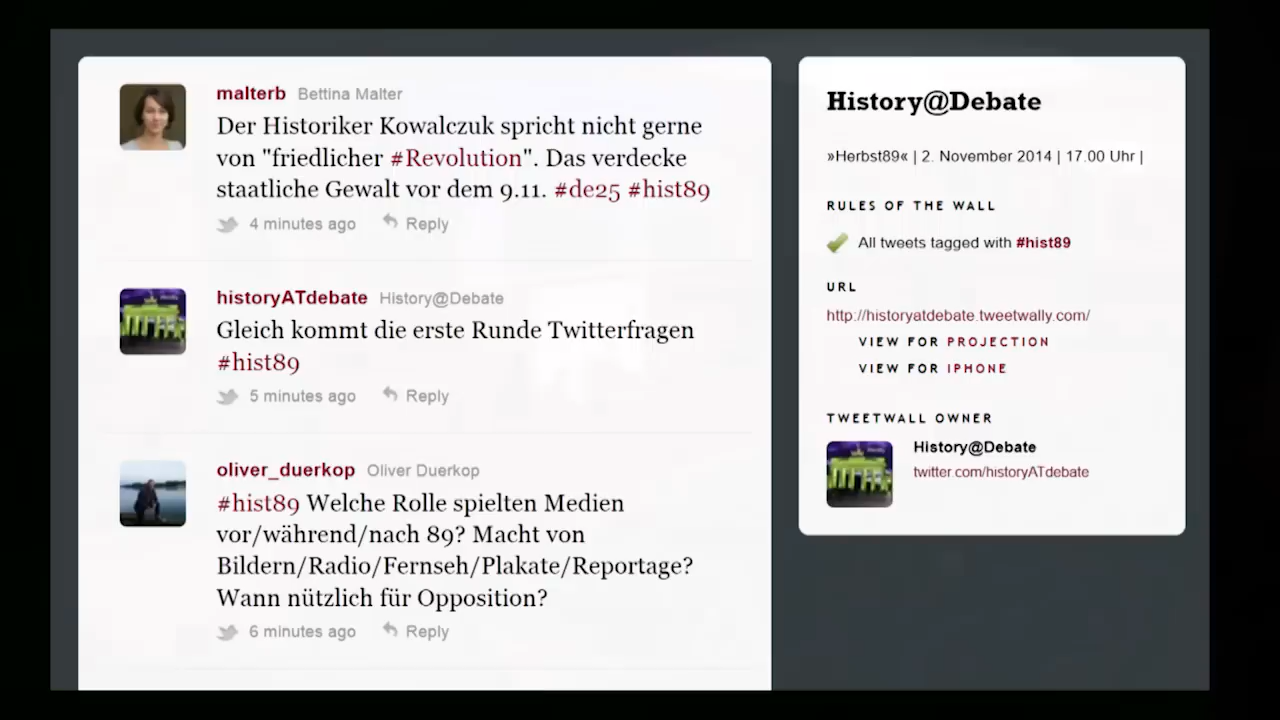 malterb Bettina Malter
Der Historiker Kowalczuk spricht nicht gerne
von "friedlicher #Revolution". Das verdecke
staatliche Gewalt vor dem 9.11. #de25 #hist89
4 minutes ago Reply
historyATdebate History@Debate
Gleich kommt die erste Runde Twitterfragen
#hist89
5 minutes ago Reply
oliver_duerkop Oliver Duerkop
#hist89 Welche Rolle spielten Medien
vor/während/nach 89? Macht von
Bildern/Radio/Fernseh/Plakate/Reportage?
Wann nützlich für Opposition?
6 minutes ago Reply
History@Debate
»Herbst89« | 2. November 2014 | 17.00 Uhr |
RULES OF THE WALL
All tweets tagged with #hist89
URL
http://historyatdebate.tweetwally.com/
VIEW FOR PROJECTION
VIEW FOR IPHONE
TWEETWALL OWNER
History@Debate
twitter.com/historyATdebate